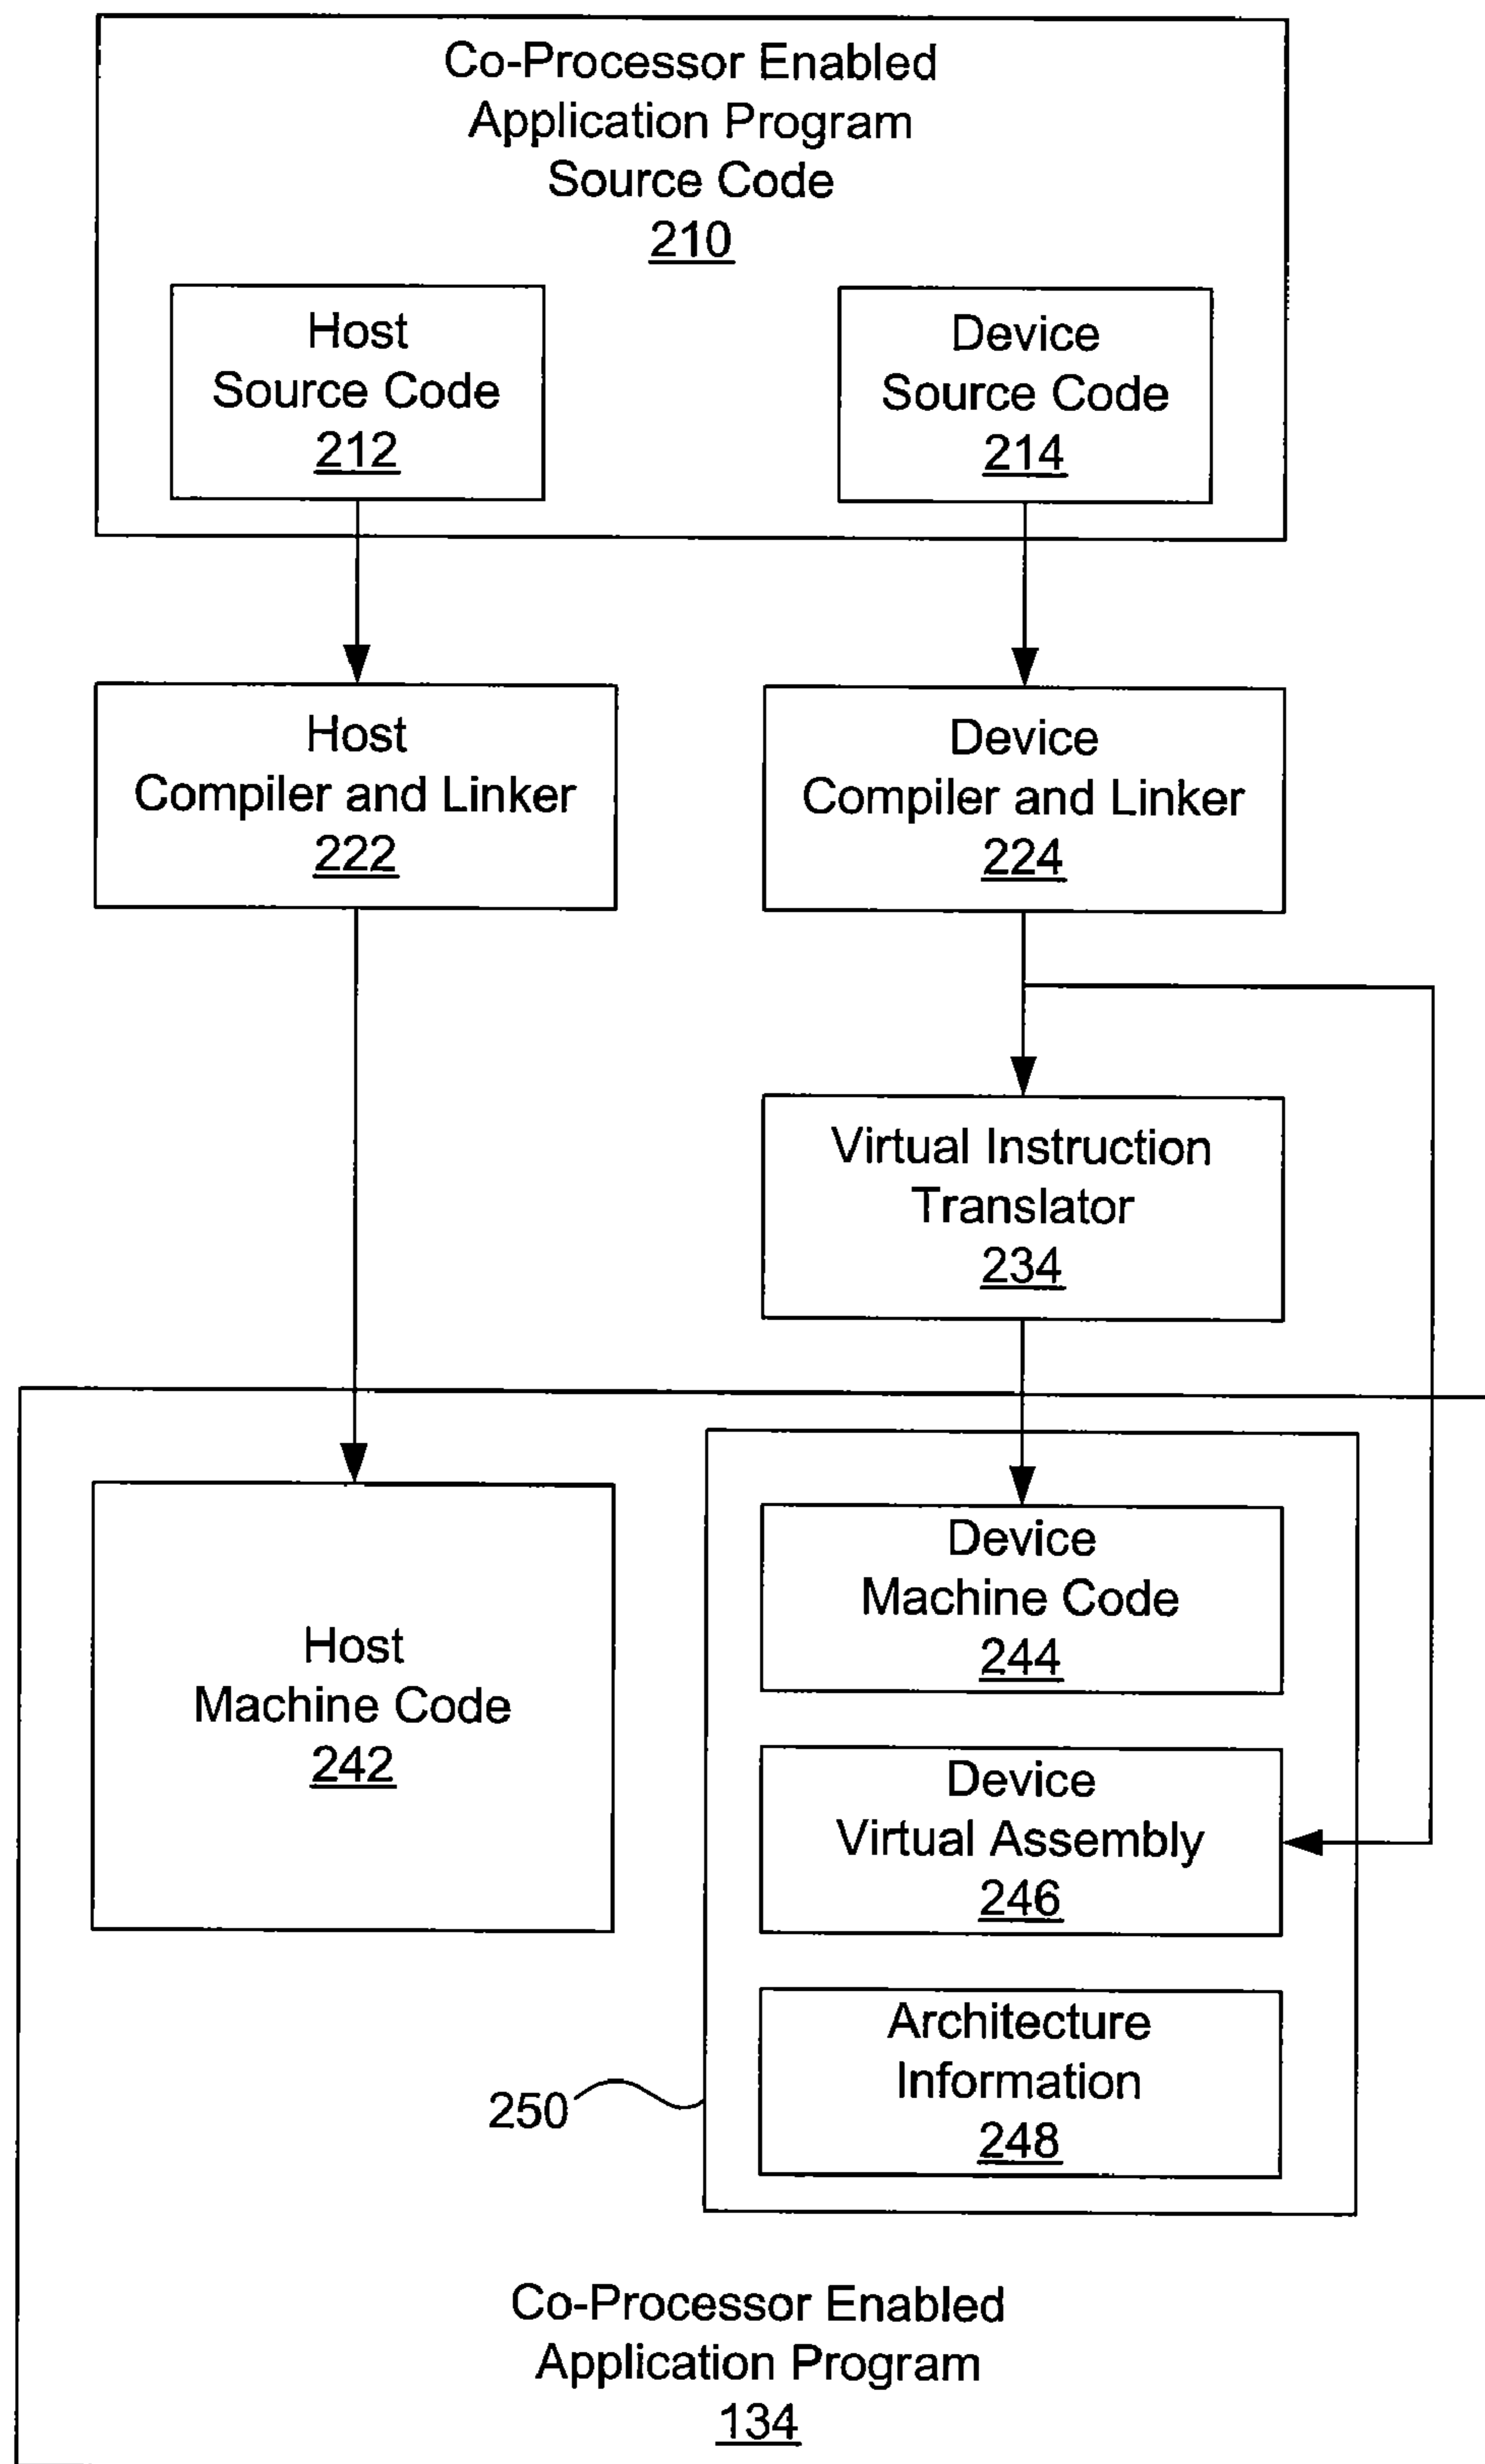 Co-Processor Enabled
Application Program
Source Code
210
Host
Source Code
212
Device
Source Code
214
Host
Compiler and Linker
222
Device
Compiler and Linker
224
Virtual Instruction
Translator
234
Host
Machine Code
242
Device
Machine Code
244
Device
Virtual Assembly
246
Architecture
Information
248
250
Co-Processor Enabled
Application Program
134